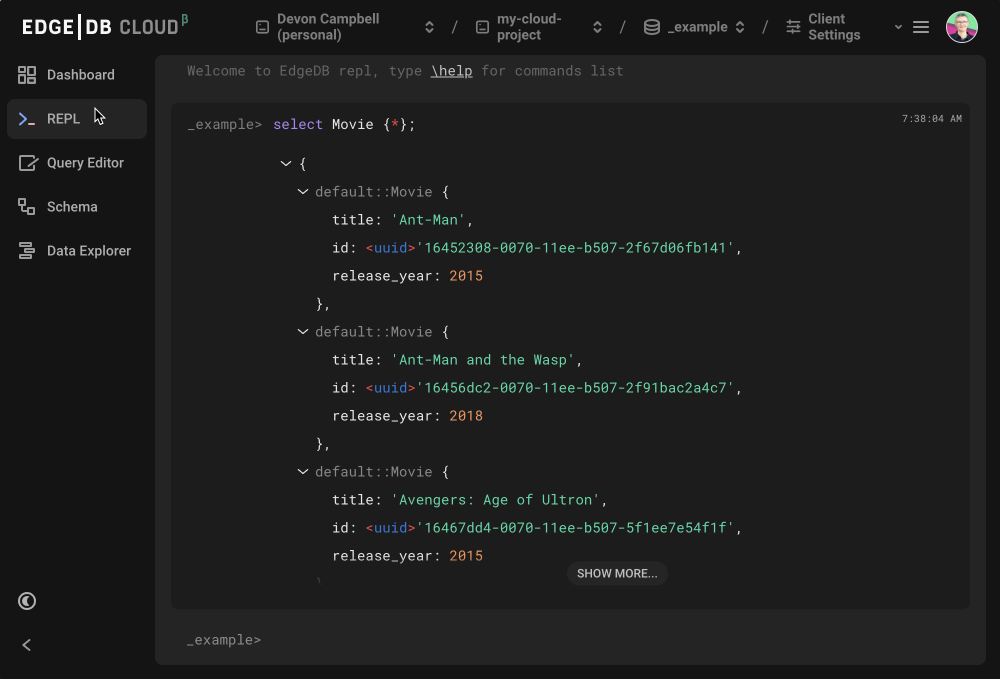 EDGE|DB CLOUD β
Devon Campbell (personal)
/
my-cloud-project
/
_example
/
Client Settings
Dashboard
REPL
Query Editor
Schema
Data Explorer
Welcome to EdgeDB repl, type \help for commands list
_example> select Movie {*};
7:38:04 AM
{
default::Movie {
title: 'Ant-Man',
id: <uuid>'16452308-0070-11ee-b507-2f67d06fb141',
release_year: 2015
},
default::Movie {
title: 'Ant-Man and the Wasp',
id: <uuid>'16456dc2-0070-11ee-b507-2f91bac2a4c7',
release_year: 2018
},
default::Movie {
title: 'Avengers: Age of Ultron',
id: <uuid>'16467dd4-0070-11ee-b507-5f1ee7e54f1f',
release_year: 2015
}
SHOW MORE...
_example>